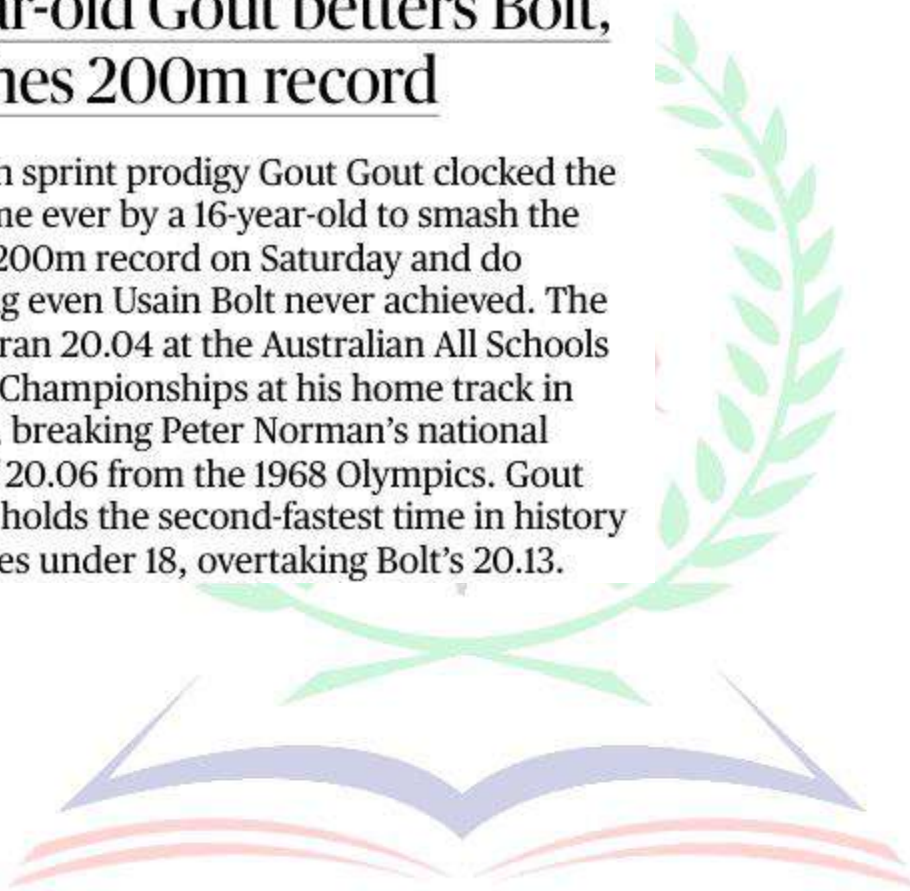 ar-old Gout betters Bolt,
hes 200m record
n sprint prodigy Gout Gout clocked the
me ever by a 16-year-old to smash the
200m record on Saturday and do
g even Usain Bolt never achieved. The
ran 20.04 at the Australian All Schools
Championships at his home track in
, breaking Peter Norman’s national
20.06 from the 1968 Olympics. Gout
holds the second-fastest time in history
es under 18, overtaking Bolt’s 20.13.